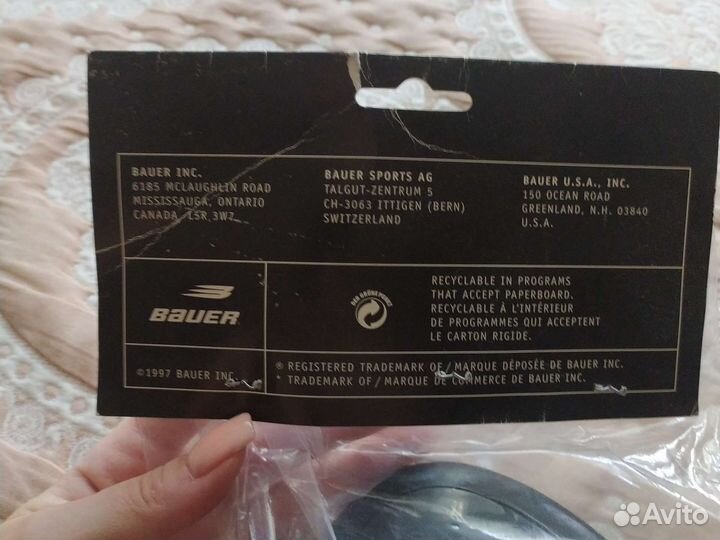 BAUER INC.
6185 MCLAUGHLIN ROAD
MISSISSAUGA, ONTARIO
CANADA L5R 3W7
BAUER SPORTS AG
TALGUT-ZENTRUM 5
CH-3063 ITTIGEN (BERN)
SWITZERLAND
BAUER U.S.A., INC.
150 OCEAN ROAD
GREENLAND, N.H. 03840
U.S.A.
BAUER
DER GRÜNE PUNKT
RECYCLABLE IN PROGRAMS
THAT ACCEPT PAPERBOARD.
RECYCLABLE À L'INTÉRIEUR
DE PROGRAMMES QUI ACCEPTENT
LE CARTON RIGIDE.
©1997 BAUER INC.
® REGISTERED TRADEMARK OF/MARQUE DÉPOSÉE DE BAUER INC.
* TRADEMARK OF/MARQUE DE COMMERCE DE BAUER INC.
Avito